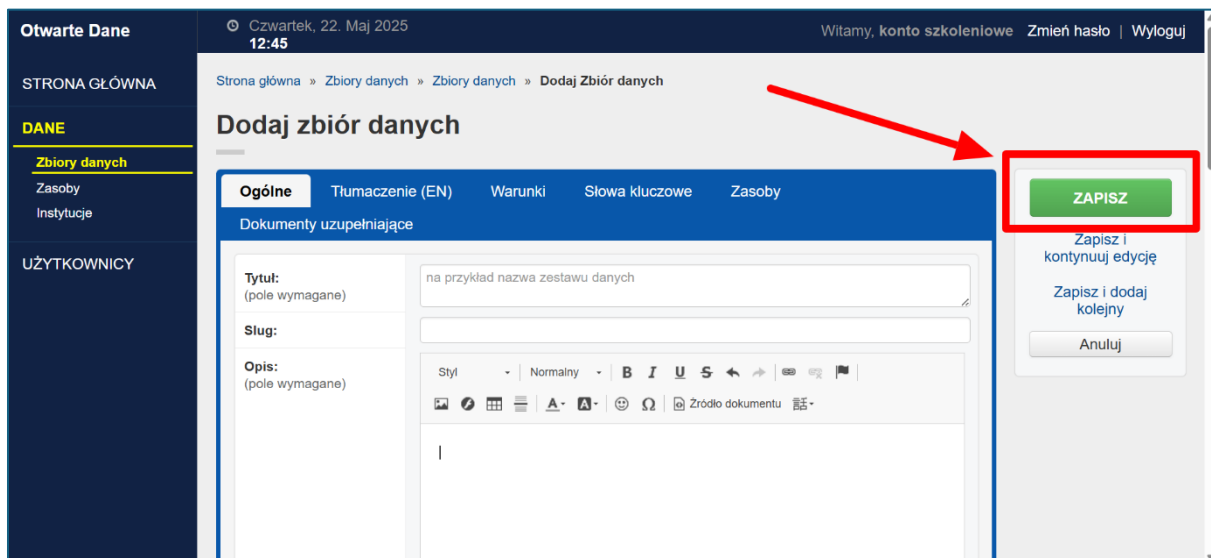 Otwarte Dane
Czwartek, 22. Maj 2025
12:45
Witamy, konto szkoleniowe Zmień hasło | Wyloguj
STRONA GŁÓWNA
DANE
Zbiory danych
Zasoby
Instytucje
UŻYTKOWNICY
Strona główna » Zbiory danych » Zbiory danych » Dodaj Zbiór danych
Dodaj zbiór danych
Ogólne Tłumaczenie (EN) Warunki Słowa kluczowe Zasoby
Dokumenty uzupełniające
Tytuł:
(pole wymagane)
na przykład nazwa zestawu danych
Slug:
Opis:
(pole wymagane)
Styl Normalny B I U S
A A Ω Źródło dokumentu 話
ZAPISZ
Zapisz i
kontynuuj edycję
Zapisz i dodaj
kolejny
Anuluj